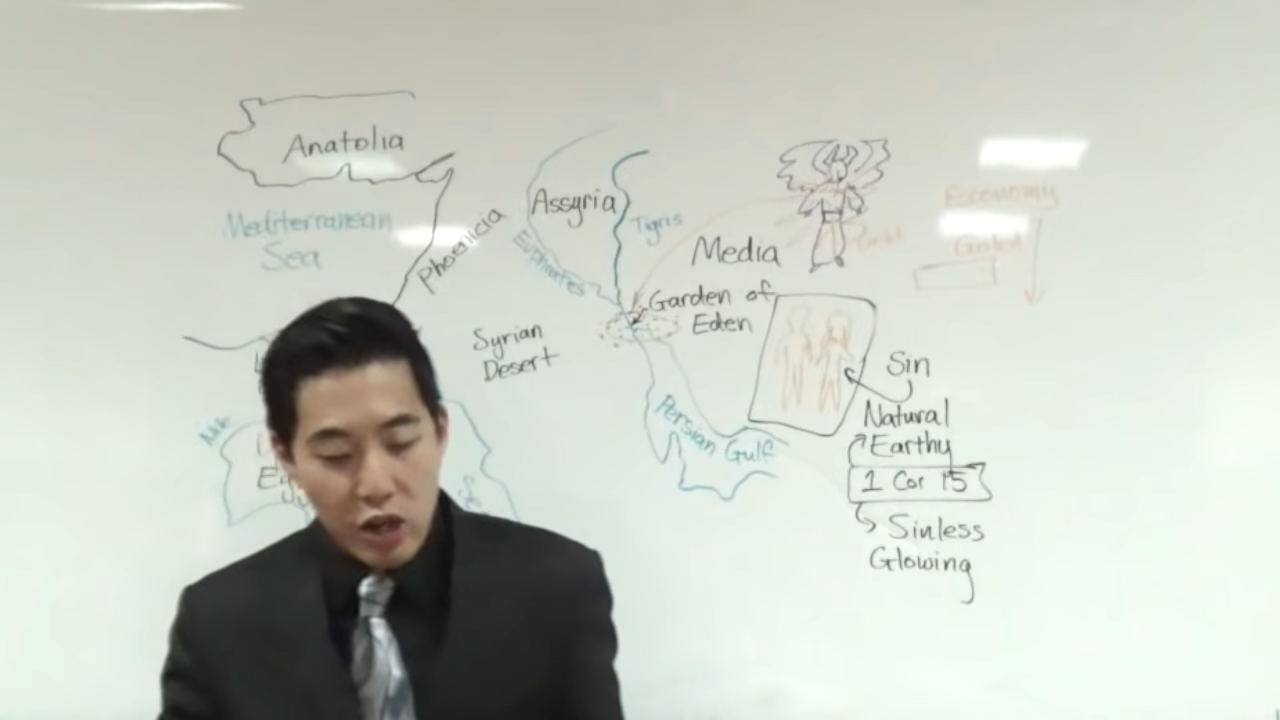 Anatolia
Mediterranean
Sea
Phoenicia
Assyria
Euphrates
Tigris
Media
Economy
Garden of
Eden
Syrian
Desert
Sin
Natural
Earthy
1 Cor 15
Sinless
Glowing
Persian Gulf
Nile